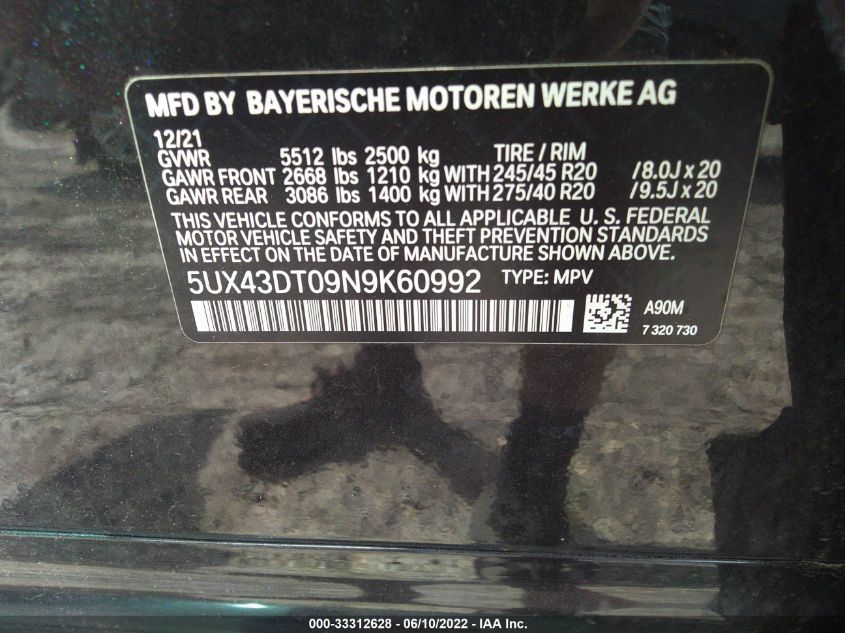 MFD BY BAYERISCHE MOTOREN WERKE AG
12/21
GVWR 5512 lbs 2500 kg TIRE / RIM
GAWR FRONT 2668 lbs 1210 kg WITH 245/45 R20 /8.0J x 20
GAWR REAR 3086 lbs 1400 kg WITH 275/40 R20 /9.5J x 20
THIS VEHICLE CONFORMS TO ALL APPLICABLE U. S. FEDERAL
MOTOR VEHICLE SAFETY AND THEFT PREVENTION STANDARDS
IN EFFECT ON THE DATE OF MANUFACTURE SHOWN ABOVE.
5UX43DT09N9K60992 TYPE: MPV
A90M
7 320 730
000-33312628 - 06/10/2022 - IAA Inc.